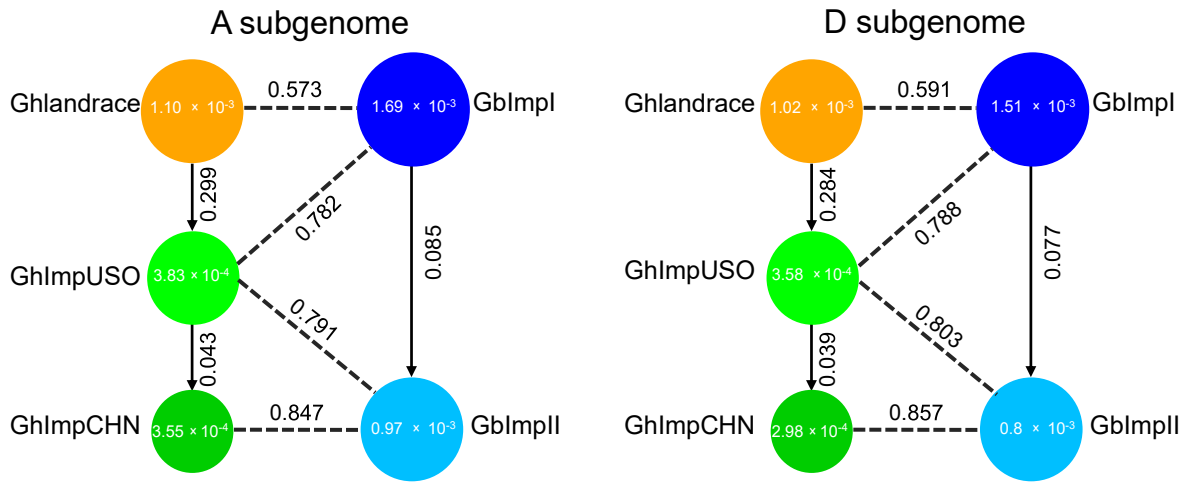 A subgenome
D subgenome
Ghlandrace
1.10 × 10-3
0.573
1.69 × 10-3
GbImpI
0.299
0.782
0.085
GhImpUSO
3.83 × 10-4
0.791
0.043
GhImpCHN
3.55 × 10-4
0.847
0.97 × 10-3
GbImpII
Ghlandrace
1.02 × 10-3
0.591
1.51 × 10-3
GbImpI
0.284
0.788
0.077
GhImpUSO
3.58 × 10-4
0.803
0.039
GhImpCHN
2.98 × 10-4
0.857
0.8 × 10-3
GbImpII